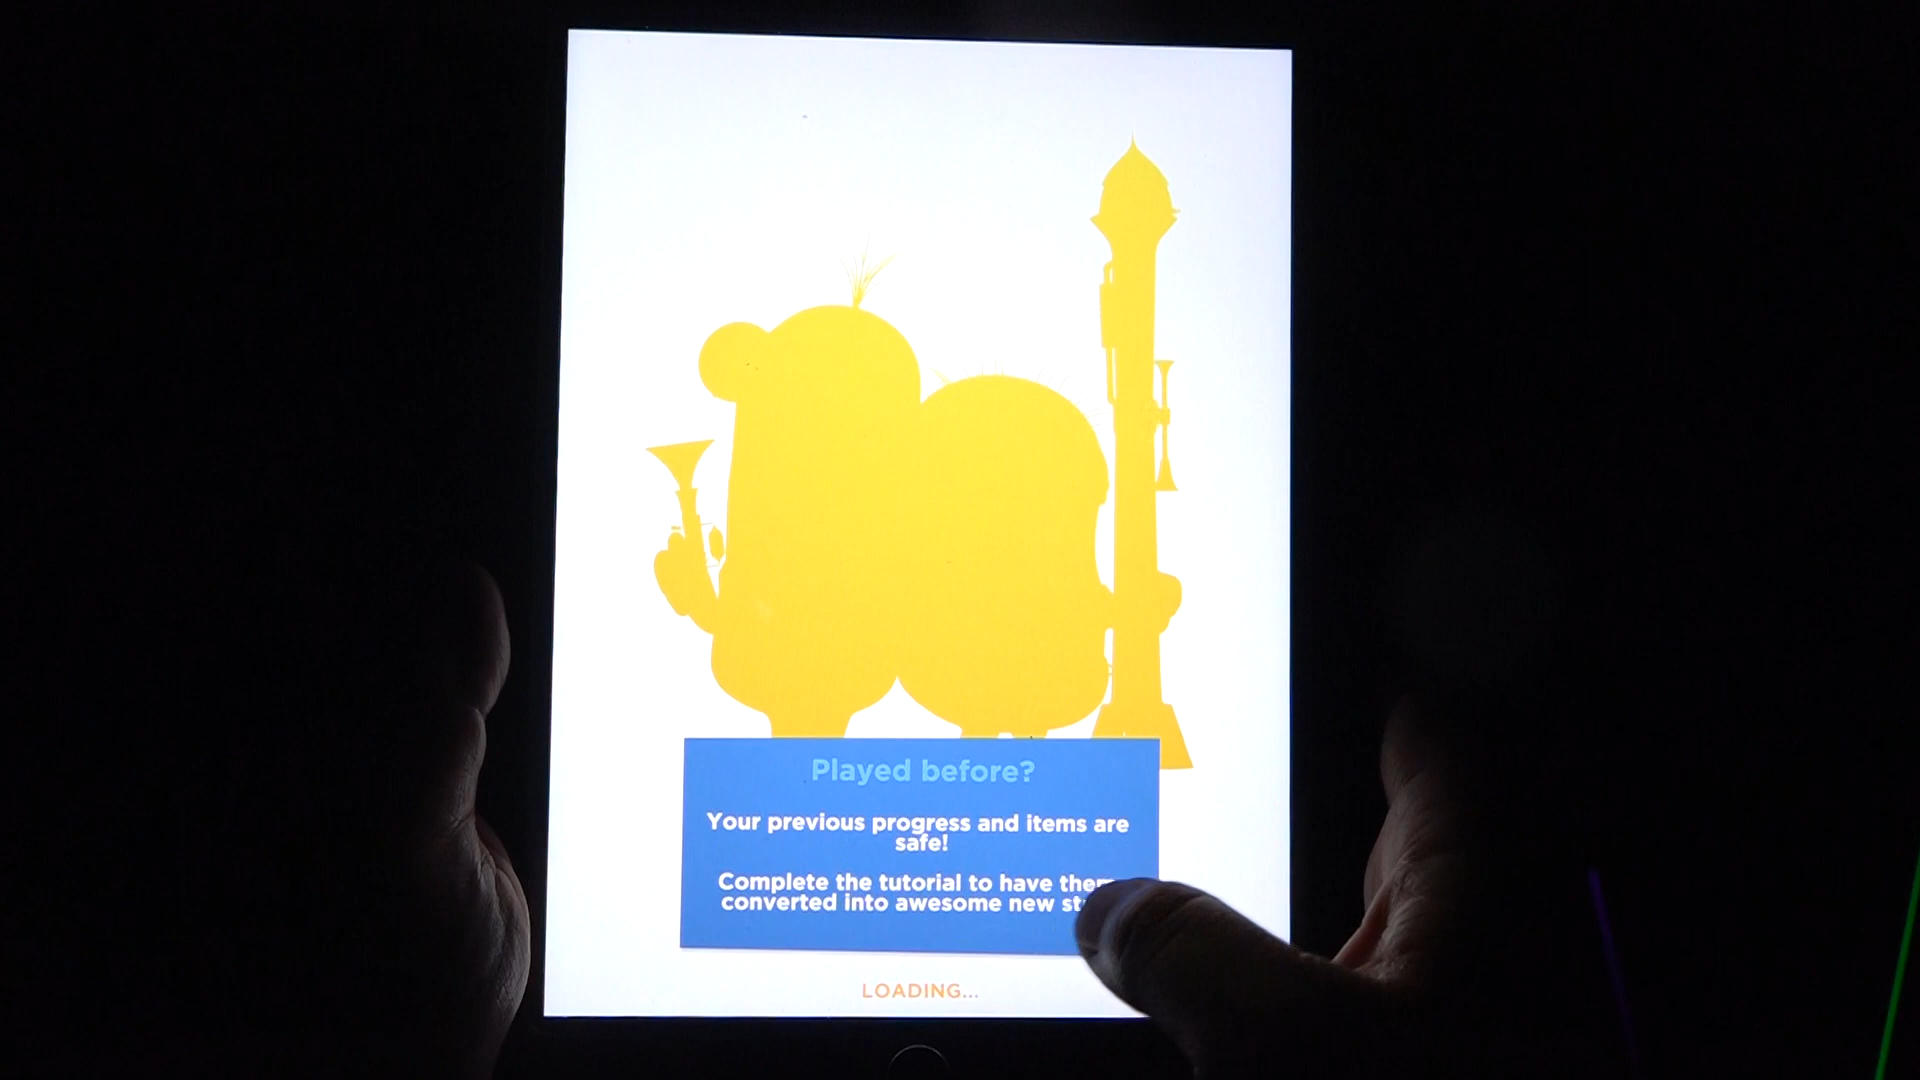 Played before?
Your previous progress and items are
safe!
Complete the tutorial to have
converted into awesome new
LOADING...